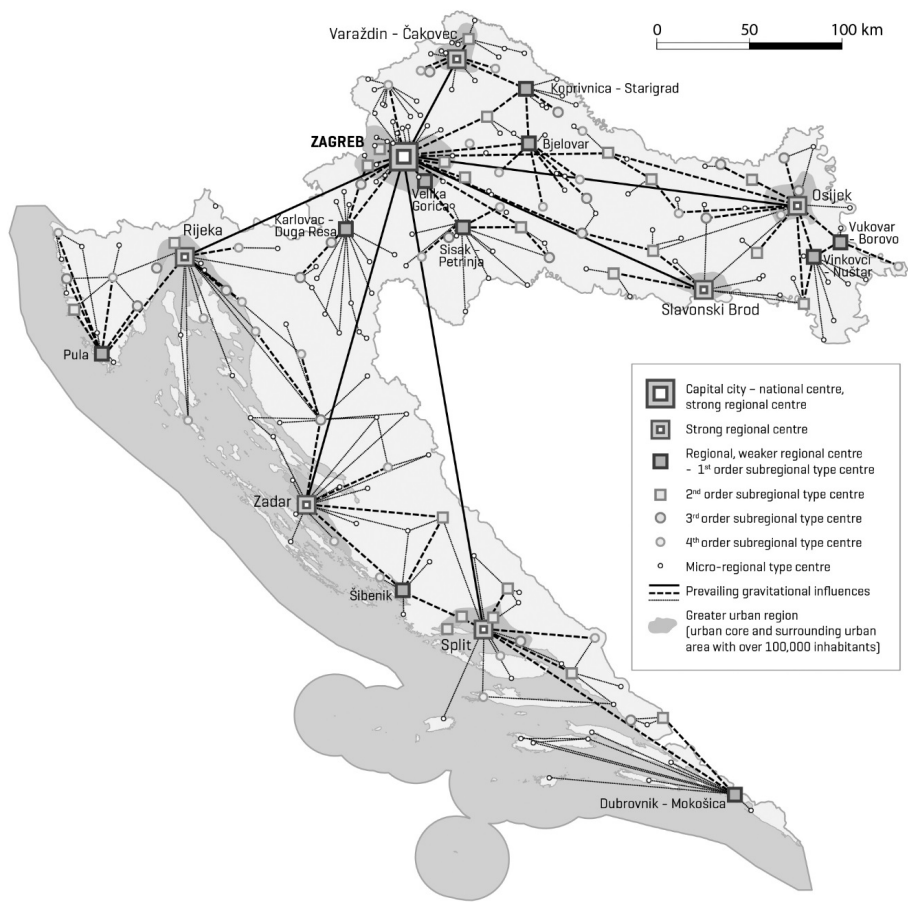 Varaždin - Čakovec
0
50
100 km
Koprivnica - Starigrad
ZAGREB
Bjelovar
Velika
Gorica
Osijek
Rijeka
Karlovac -
Duga Resa
Sisak -
Petrinja
Vukovar
- Borovo
Vinkovci
- Nuštar
Slavonski Brod
Pula
Capital city – national centre,
strong regional centre
Strong regional centre
Regional, weaker regional centre
- 1st order subregional type centre
2nd order subregional type centre
3rd order subregional type centre
4th order subregional type centre
Micro-regional type centre
Prevailing gravitational influences
Greater urban region
(urban core and surrounding urban
area with over 100,000 inhabitants)
Zadar
Šibenik
Split
Dubrovnik - Mokošica